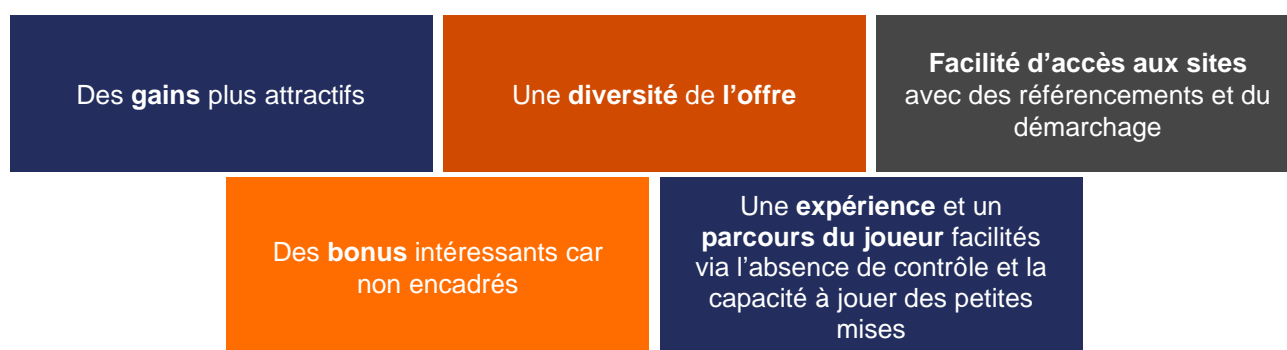 Des gains plus attractifs
Une diversité de l’offre
Facilité d’accès aux sites
avec des référencements et du
démarchage
Des bonus intéressants car
non encadrés
Une expérience et un
parcours du joueur facilités
via l’absence de contrôle et la
capacité à jouer des petites
mises